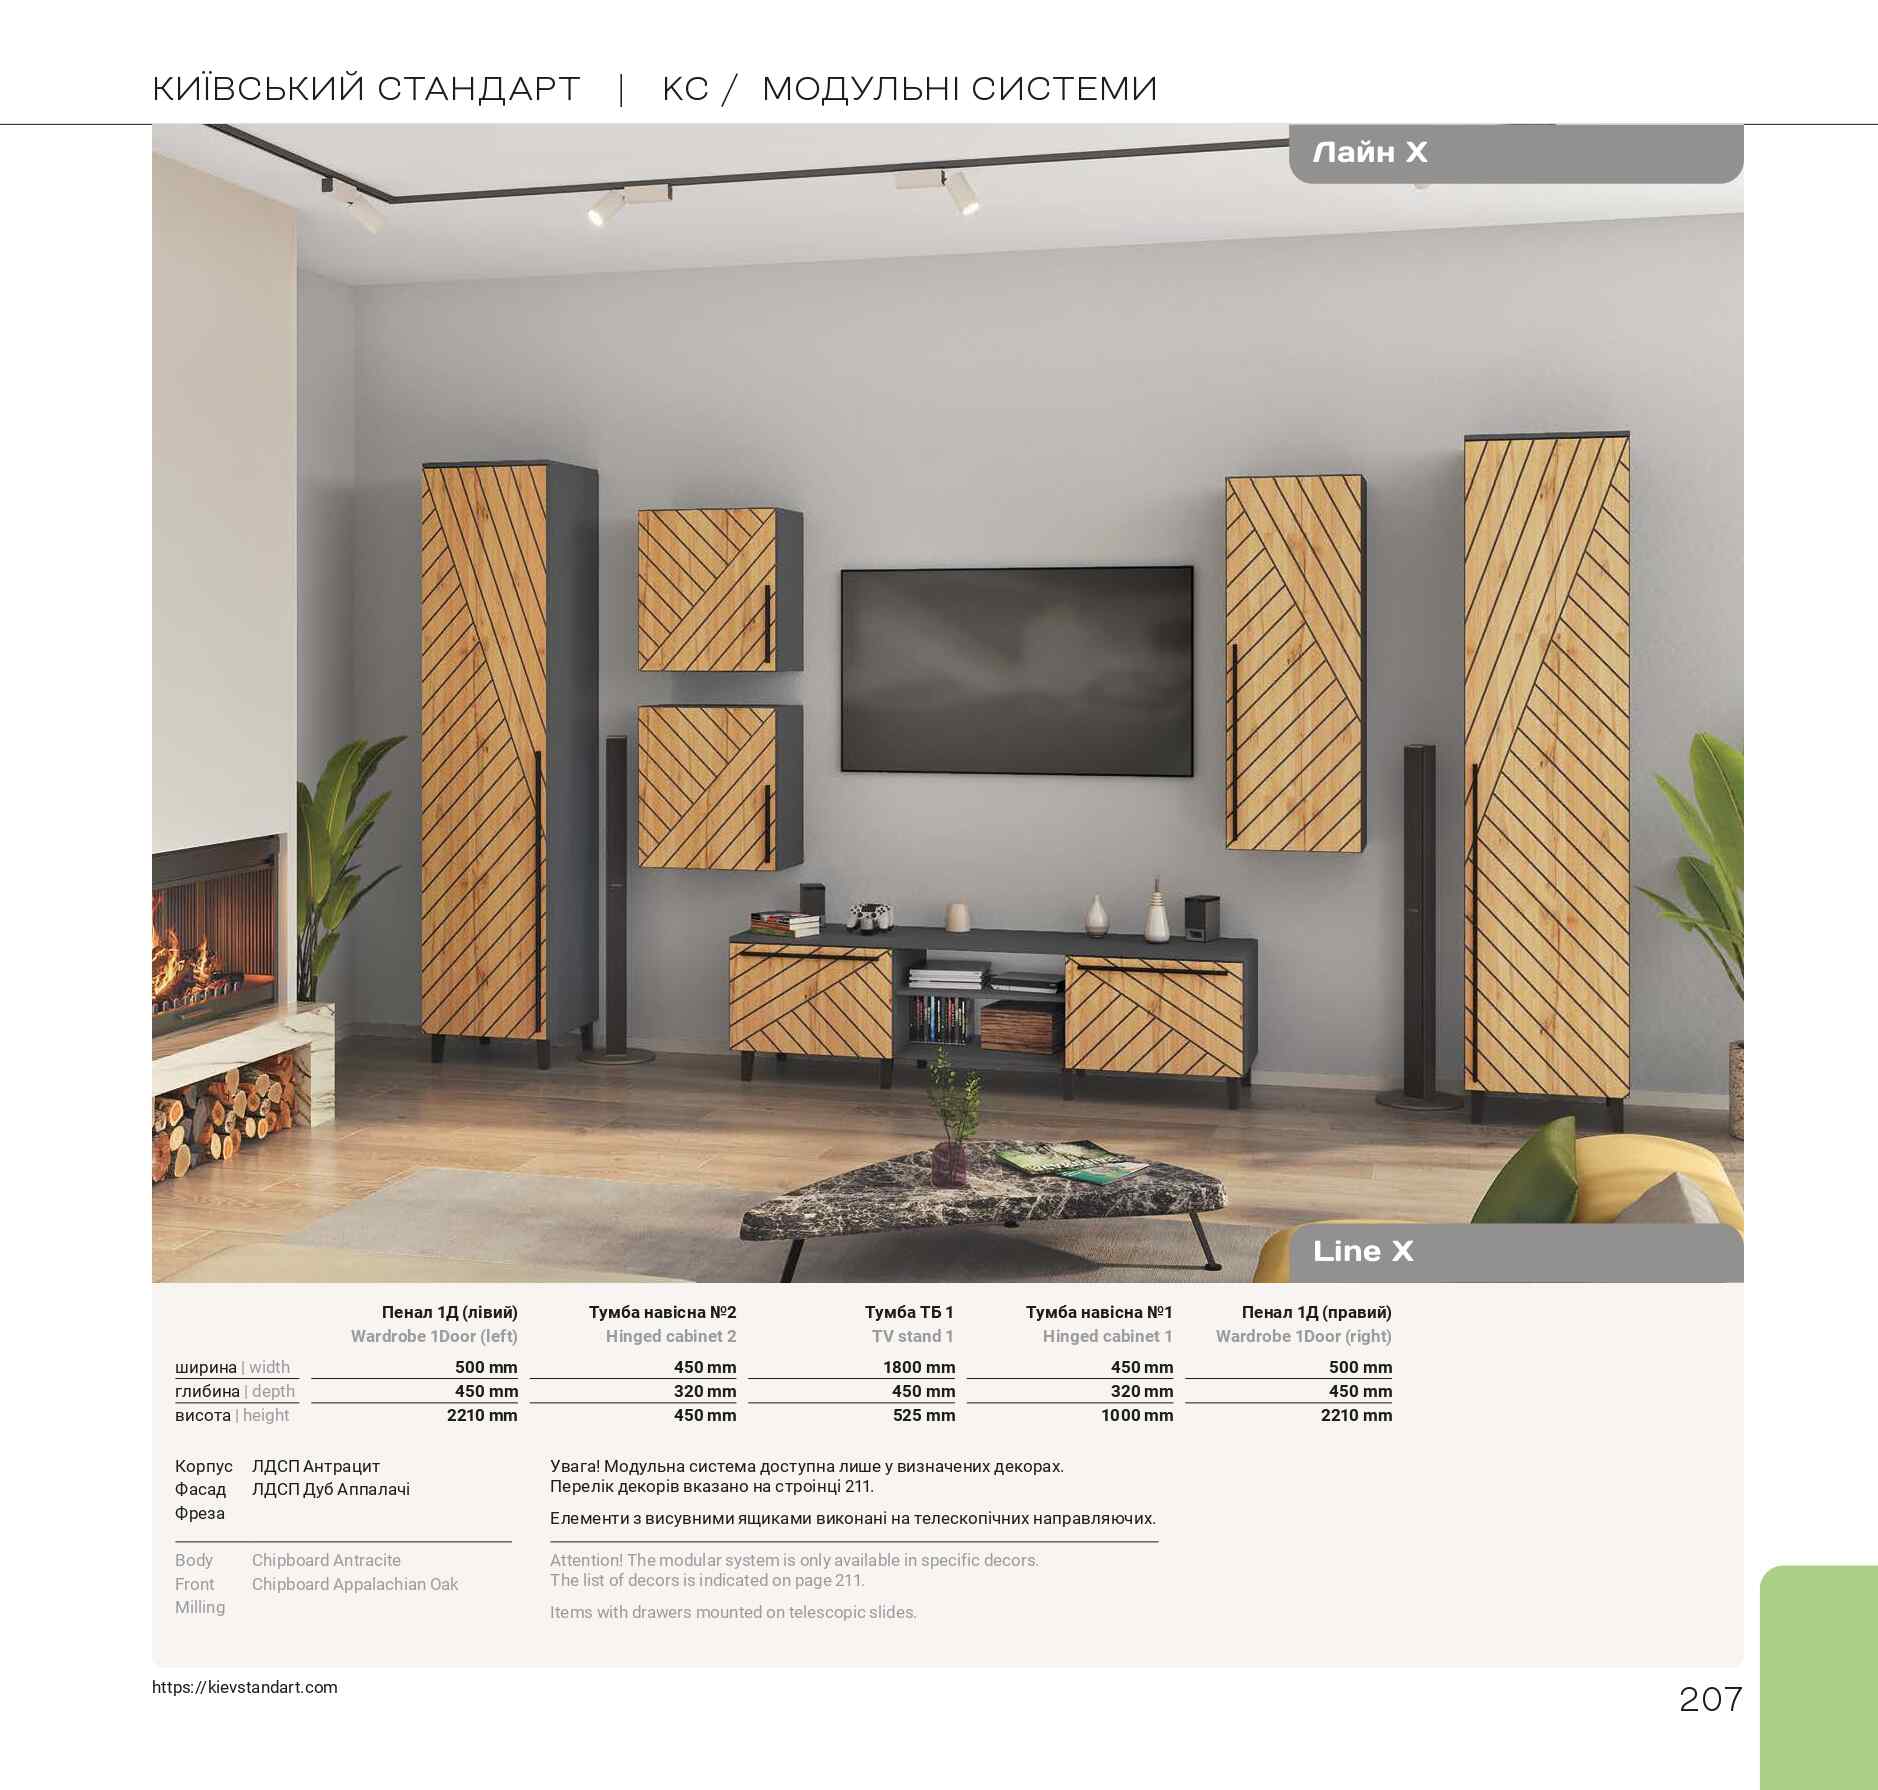 КИЇВСЬКИЙ СТАНДАРТ | КС / МОДУЛЬНІ СИСТЕМИ
Лайн X
Line X
Пенал 1Д (лівий) Тумба навісна №2 Тумба ТБ 1 Тумба навісна №1 Пенал 1Д (правий)
Wardrobe 1Door (left) Hinged cabinet 2 TV stand 1 Hinged cabinet 1 Wardrobe 1Door (right)
ширина | width 500 mm 450 mm 1800 mm 450 mm 500 mm
глибина | depth 450 mm 320 mm 450 mm 320 mm 450 mm
висота | height 2210 mm 450 mm 525 mm 1000 mm 2210 mm
Корпус ЛДСП Антрацит
Фасад ЛДСП Дуб Аппалачі
Фреза
Увага! Модульна система доступна лише у визначених декорах.
Перелік декорів вказано на строінці 211.
Елементи з висувними ящиками виконані на телескопічних направляючих.
Body Chipboard Antracite
Front Chipboard Appalachian Oak
Milling
Attention! The modular system is only available in specific decors.
The list of decors is indicated on page 211.
Items with drawers mounted on telescopic slides.
https://kievstandart.com
207